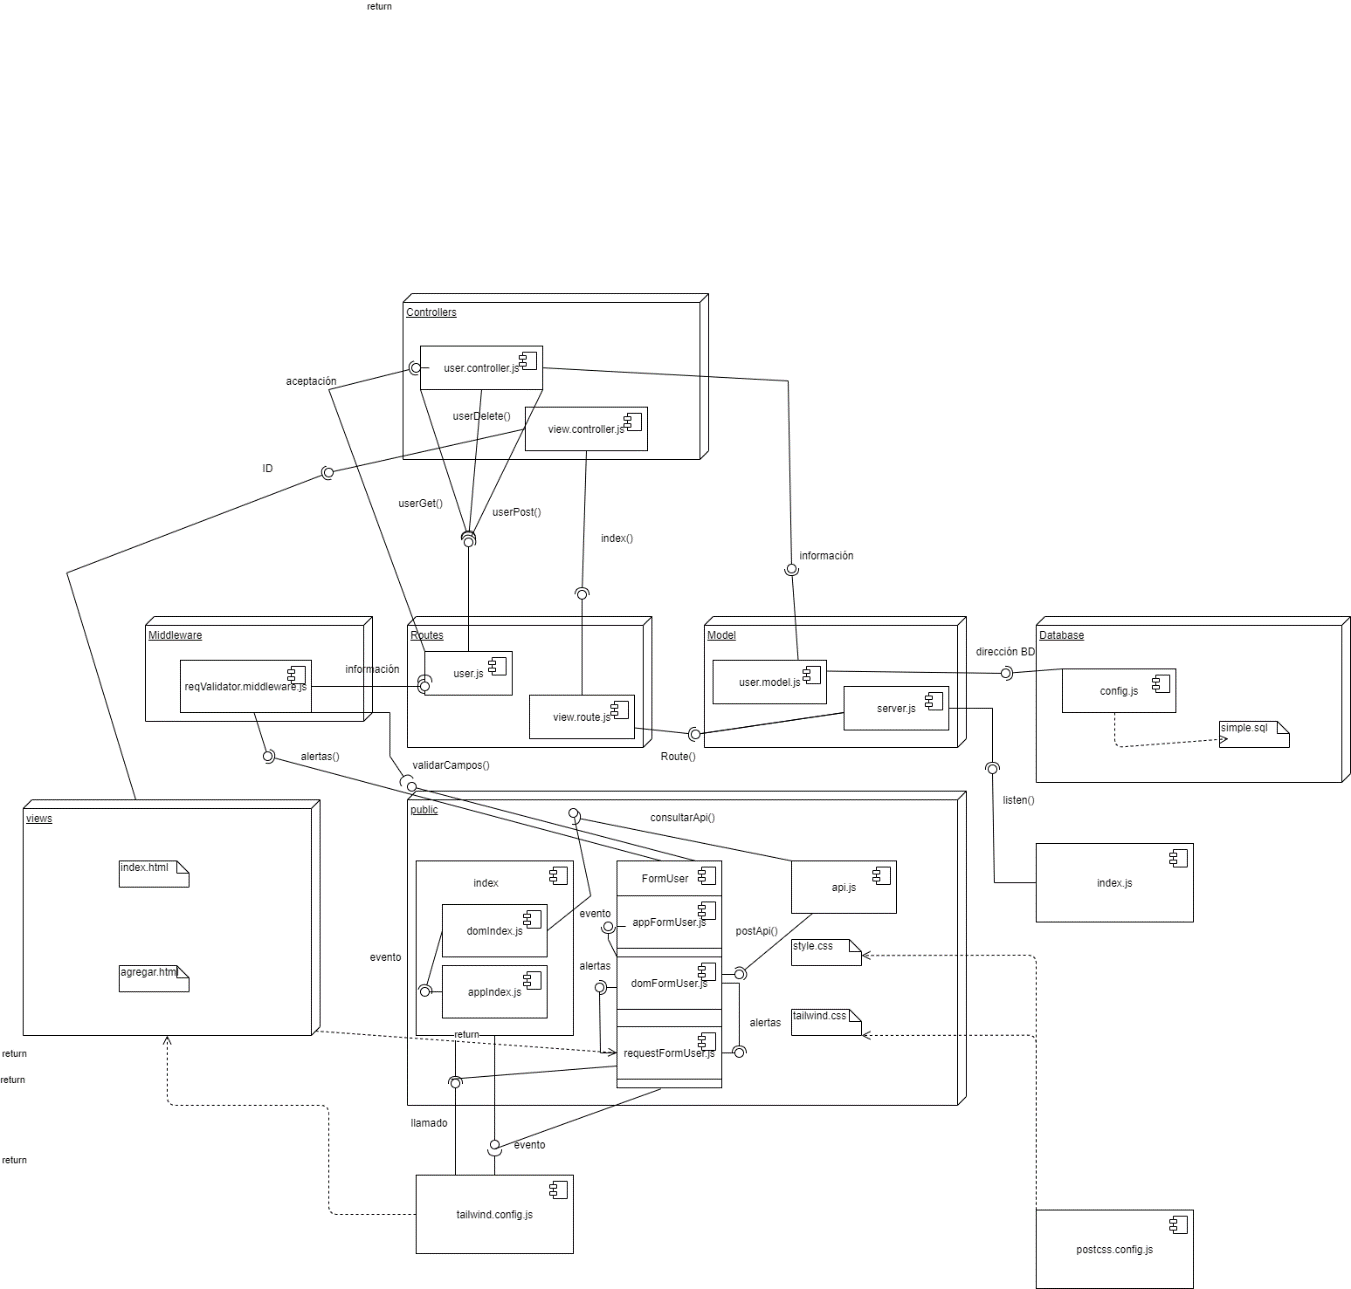 return
Controllers
user.controller.js
aceptación
userDelete()
view.controller.js
ID
userGet()
userPost()
index()
información
Middleware
Routes
Model
Database
dirección BD
información
reqValidator.middleware.js
user.js
user.model.js
config.js
view.route.js
server.js
simple.sql
alertas()
validarCampos()
Route()
listen()
views
public
consultarApi()
index.html
index
FormUser
api.js
index.js
evento
appFormUser.js
domIndex.js
postApi()
style.css
evento
alertas
agregar.html
domFormUser.js
appIndex.js
tailwind.css
alertas
return
return
requestFormUser.js
return
llamado
evento
return
tailwind.config.js
postcss.config.js